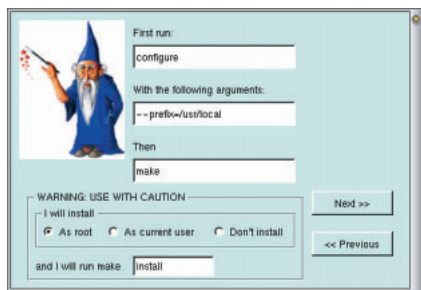 First run:
configure
With the following arguments:
--prefix=/usr/local
Then
make
WARNING: USE WITH CAUTION
I will install
As root As current user Don't install
and I will run make install
Next >>
<< Previous